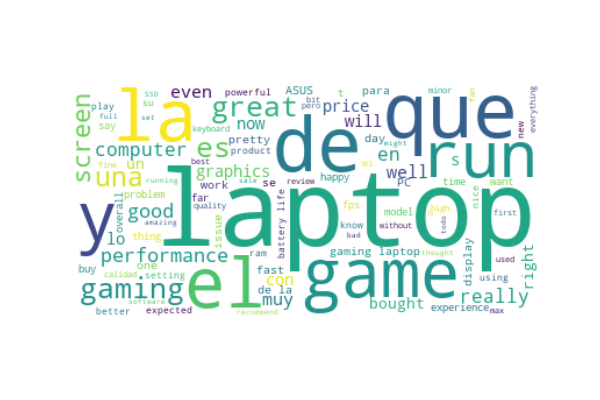 everything
minor
fan
SSD
ASUS
t
para
powerful
even
su
bit
pero
play
full
set
say
la
great
price
will
que
new
screen
keyboard
now
de
day
might
run
computer
es
pretty
product
en
s
fine
un
best
happy
mi
well
PC
time
want
running
una
graphics
se
sale
review
laptop
problem
work
far
nice
first
y
overall
good
quality
fps
model
a
high
amazing
know
without
todo
lo
thing
issue
battery life
bad
used
performance
ram
gaming laptop
thought
display
right
buy
calidad
one
setting
fast
el
con
game
using
gaming
de la
really
software
muy
bought
experience
max
better
expected
recommend